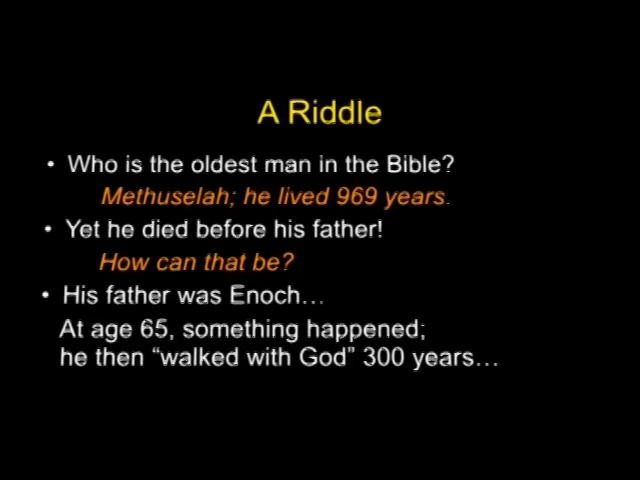 A Riddle
• Who is the oldest man in the Bible?
Methuselah; he lived 969 years.
• Yet he died before his father!
How can that be?
• His father was Enoch…
At age 65, something happened;
he then “walked with God” 300 years…